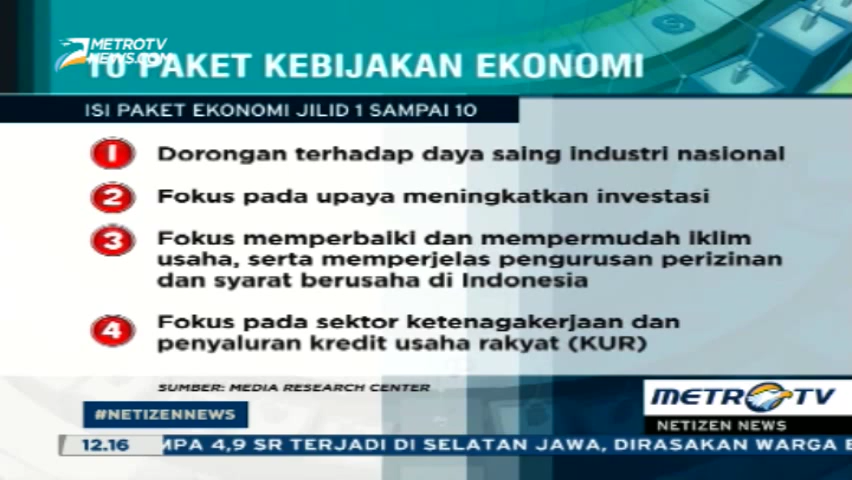 METROTV
NEWS.COM
10 PAKET KEBIJAKAN EKONOMI
ISI PAKET EKONOMI JILID 1 SAMPAI 10
1 Dorongan terhadap daya saing industri nasional
2 Fokus pada upaya meningkatkan investasi
3 Fokus memperbaiki dan mempermudah iklim
usaha, serta memperjelas pengurusan perizinan
dan syarat berusaha di Indonesia
4 Fokus pada sektor ketenagakerjaan dan
penyaluran kredit usaha rakyat (KUR)
SUMBER: MEDIA RESEARCH CENTER
#NETIZENNEWS
METRO TV
NETIZEN NEWS
12.16 MPA 4,9 SR TERJADI DI SELATAN JAWA, DIRASAKAN WARGA